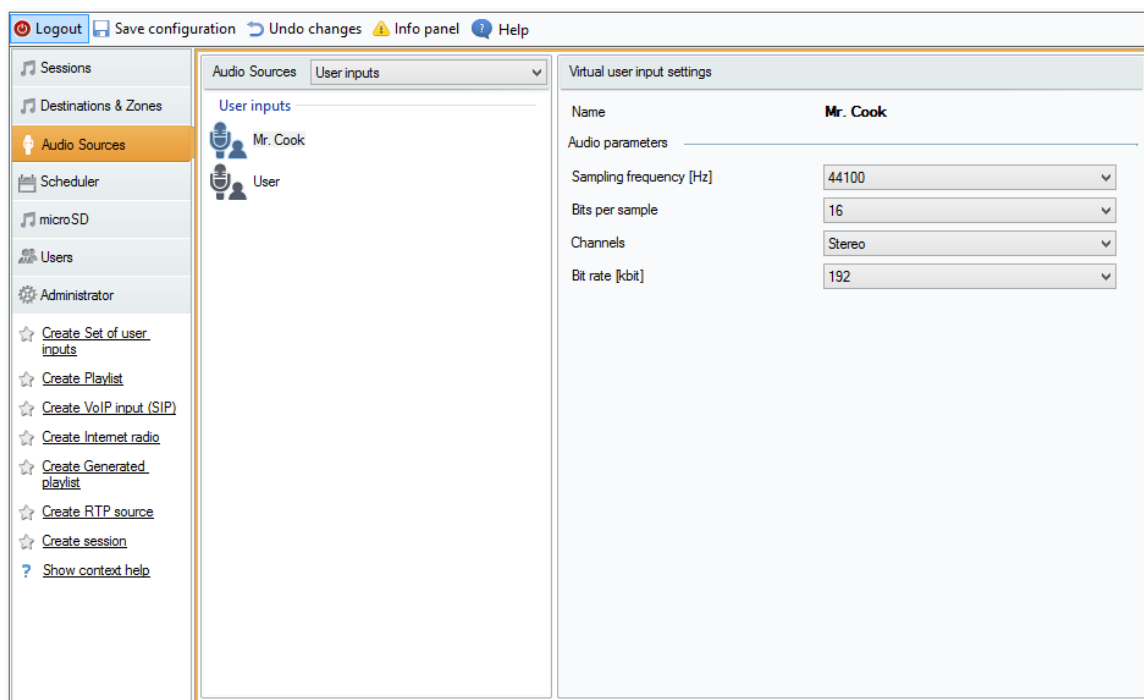 Logout Save configuration Undo changes Info panel Help
Sessions
Destinations & Zones
Audio Sources
Scheduler
microSD
Users
Administrator
Create Set of user
inputs
Create Playlist
Create VoIP input (SIP)
Create Internet radio
Create Generated
playlist
Create RTP source
Create session
Show context help
Audio Sources User inputs
User inputs
Mr. Cook
User
Virtual user input settings
Name Mr. Cook
Audio parameters
Sampling frequency [Hz] 44100
Bits per sample 16
Channels Stereo
Bit rate [kbit] 192